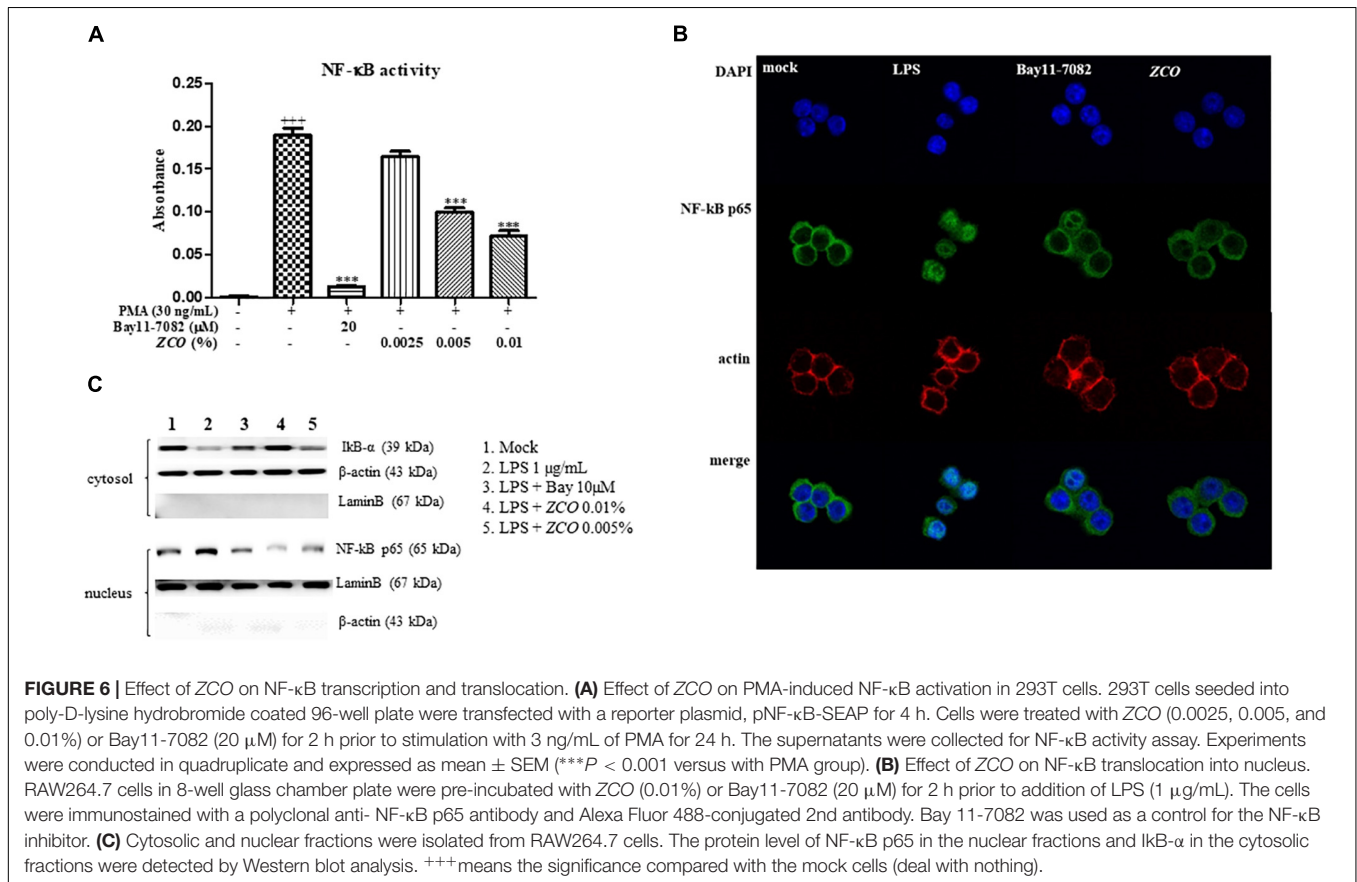 A
NF-κB activity
Absorbance
0.25
0.20
0.15
0.10
0.05
0.00
+++
***
***
***
PMA (30 ng/mL) - + + + + +
Bay11-7082 (μM) - - 20 - - -
ZCO (%) - - - 0.0025 0.005 0.01
B
DAPI mock LPS Bay11-7082 ZCO
NF-kB p65
actin
merge
C
1 2 3 4 5
cytosol
IkB-α (39 kDa)
β-actin (43 kDa)
LaminB (67 kDa)
nucleus
NF-kB p65 (65 kDa)
LaminB (67 kDa)
β-actin (43 kDa)
1. Mock
2. LPS 1 μg/mL
3. LPS + Bay 10μM
4. LPS + ZCO 0.01%
5. LPS + ZCO 0.005%
FIGURE 6 | Effect of ZCO on NF-κB transcription and translocation. (A) Effect of ZCO on PMA-induced NF-κB activation in 293T cells. 293T cells seeded into
poly-D-lysine hydrobromide coated 96-well plate were transfected with a reporter plasmid, pNF-κB-SEAP for 4 h. Cells were treated with ZCO (0.0025, 0.005, and
0.01%) or Bay11-7082 (20 μM) for 2 h prior to stimulation with 3 ng/mL of PMA for 24 h. The supernatants were collected for NF-κB activity assay. Experiments
were conducted in quadruplicate and expressed as mean ± SEM (***P < 0.001 versus with PMA group). (B) Effect of ZCO on NF-κB translocation into nucleus.
RAW264.7 cells in 8-well glass chamber plate were pre-incubated with ZCO (0.01%) or Bay11-7082 (20 μM) for 2 h prior to addition of LPS (1 μg/mL). The cells
were immunostained with a polyclonal anti- NF-κB p65 antibody and Alexa Fluor 488-conjugated 2nd antibody. Bay 11-7082 was used as a control for the NF-κB
inhibitor. (C) Cytosolic and nuclear fractions were isolated from RAW264.7 cells. The protein level of NF-κB p65 in the nuclear fractions and IkB-α in the cytosolic
fractions were detected by Western blot analysis. +++means the significance compared with the mock cells (deal with nothing).